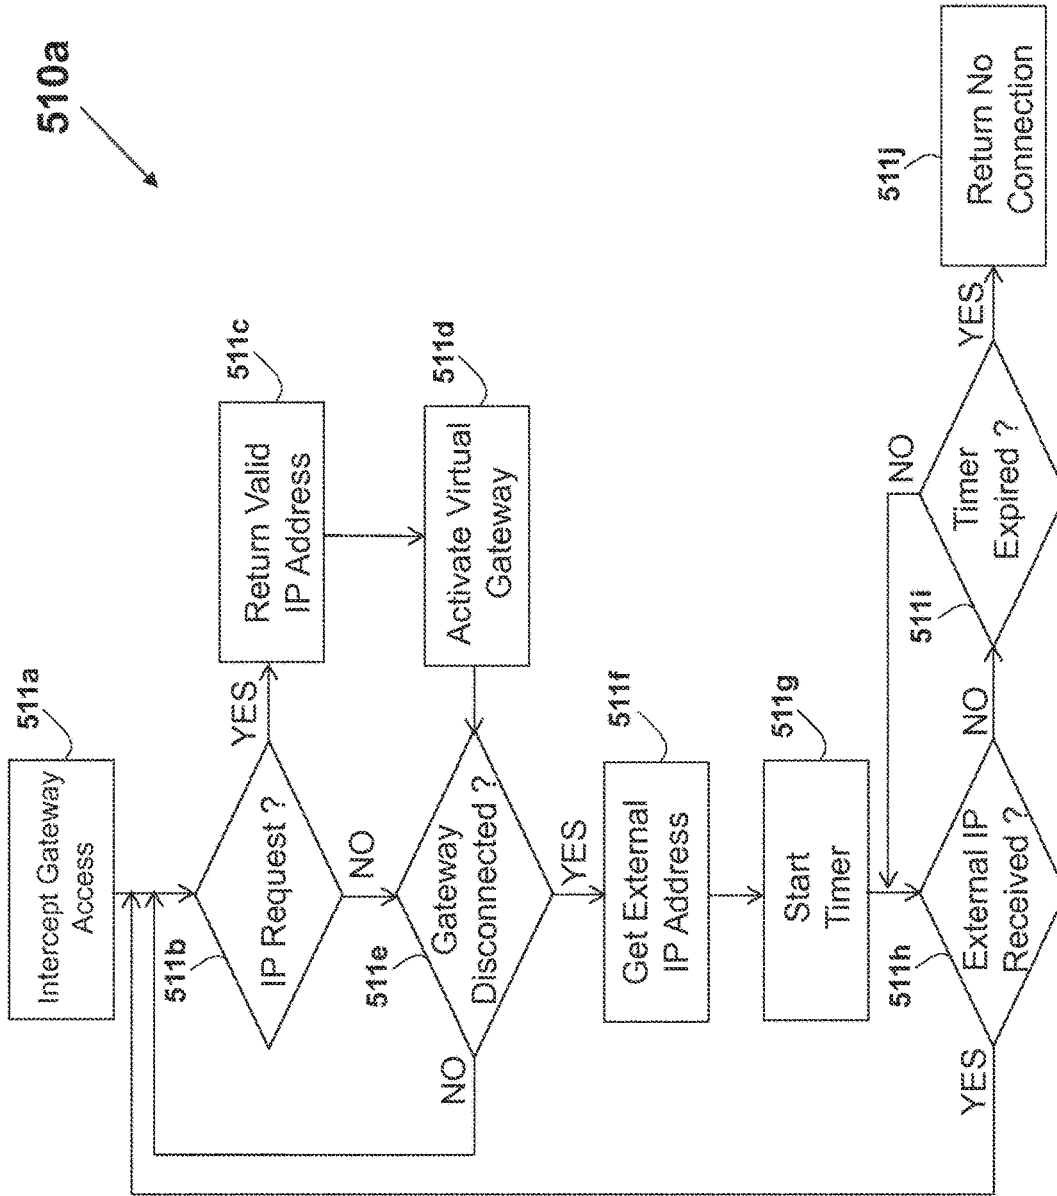 510a
511a
Intercept Gateway
Access
511b
IP Request ?
YES
NO
511c
Return Valid
IP Address
511d
Activate Virtual
Gateway
511e
Gateway
Disconnected ?
NO
YES
511f
Get External
IP Address
511g
Start
Timer
511h
External IP
Received ?
YES
NO
511i
Timer
Expired ?
NO
YES
511j
Return No
Connection